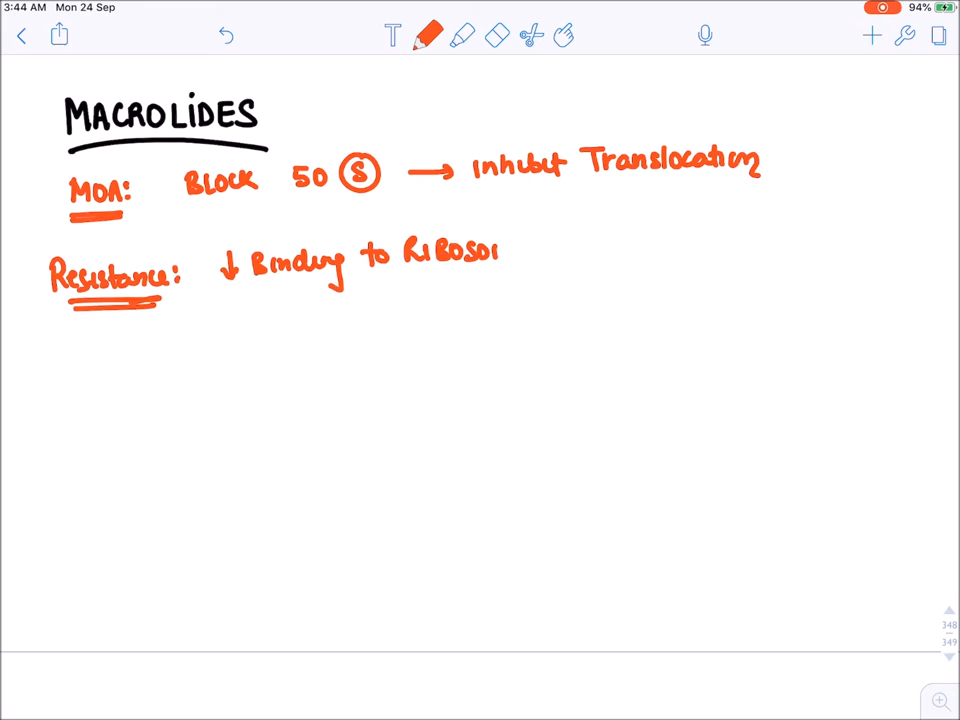 3:44 AM Mon 24 Sep 94%
T
MACROLIDES
MOA: BLOCK 50 S → Inhibit Translocation
Resistance: ↓ Binding to RIBOSO
348
349